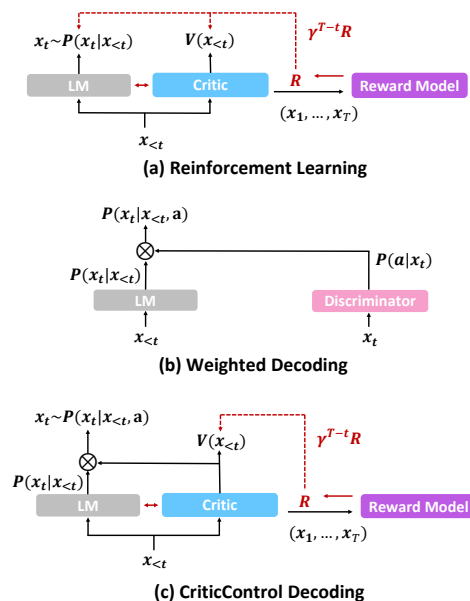 x_t~P(x_t|x_{<t}) V(x_{<t}) γ^{T-t}R
LM Critic R Reward Model
(x_1, ..., x_T)
x_{<t}
(a) Reinforcement Learning
P(x_t|x_{<t}, a)
⊗
P(x_t|x_{<t}) P(a|x_t)
LM Discriminator
x_{<t} x_t
(b) Weighted Decoding
x_t~P(x_t|x_{<t}, a)
V(x_{<t}) γ^{T-t}R
⊗
P(x_t|x_{<t})
LM Critic R Reward Model
(x_1, ..., x_T)
x_{<t}
(c) CriticControl Decoding